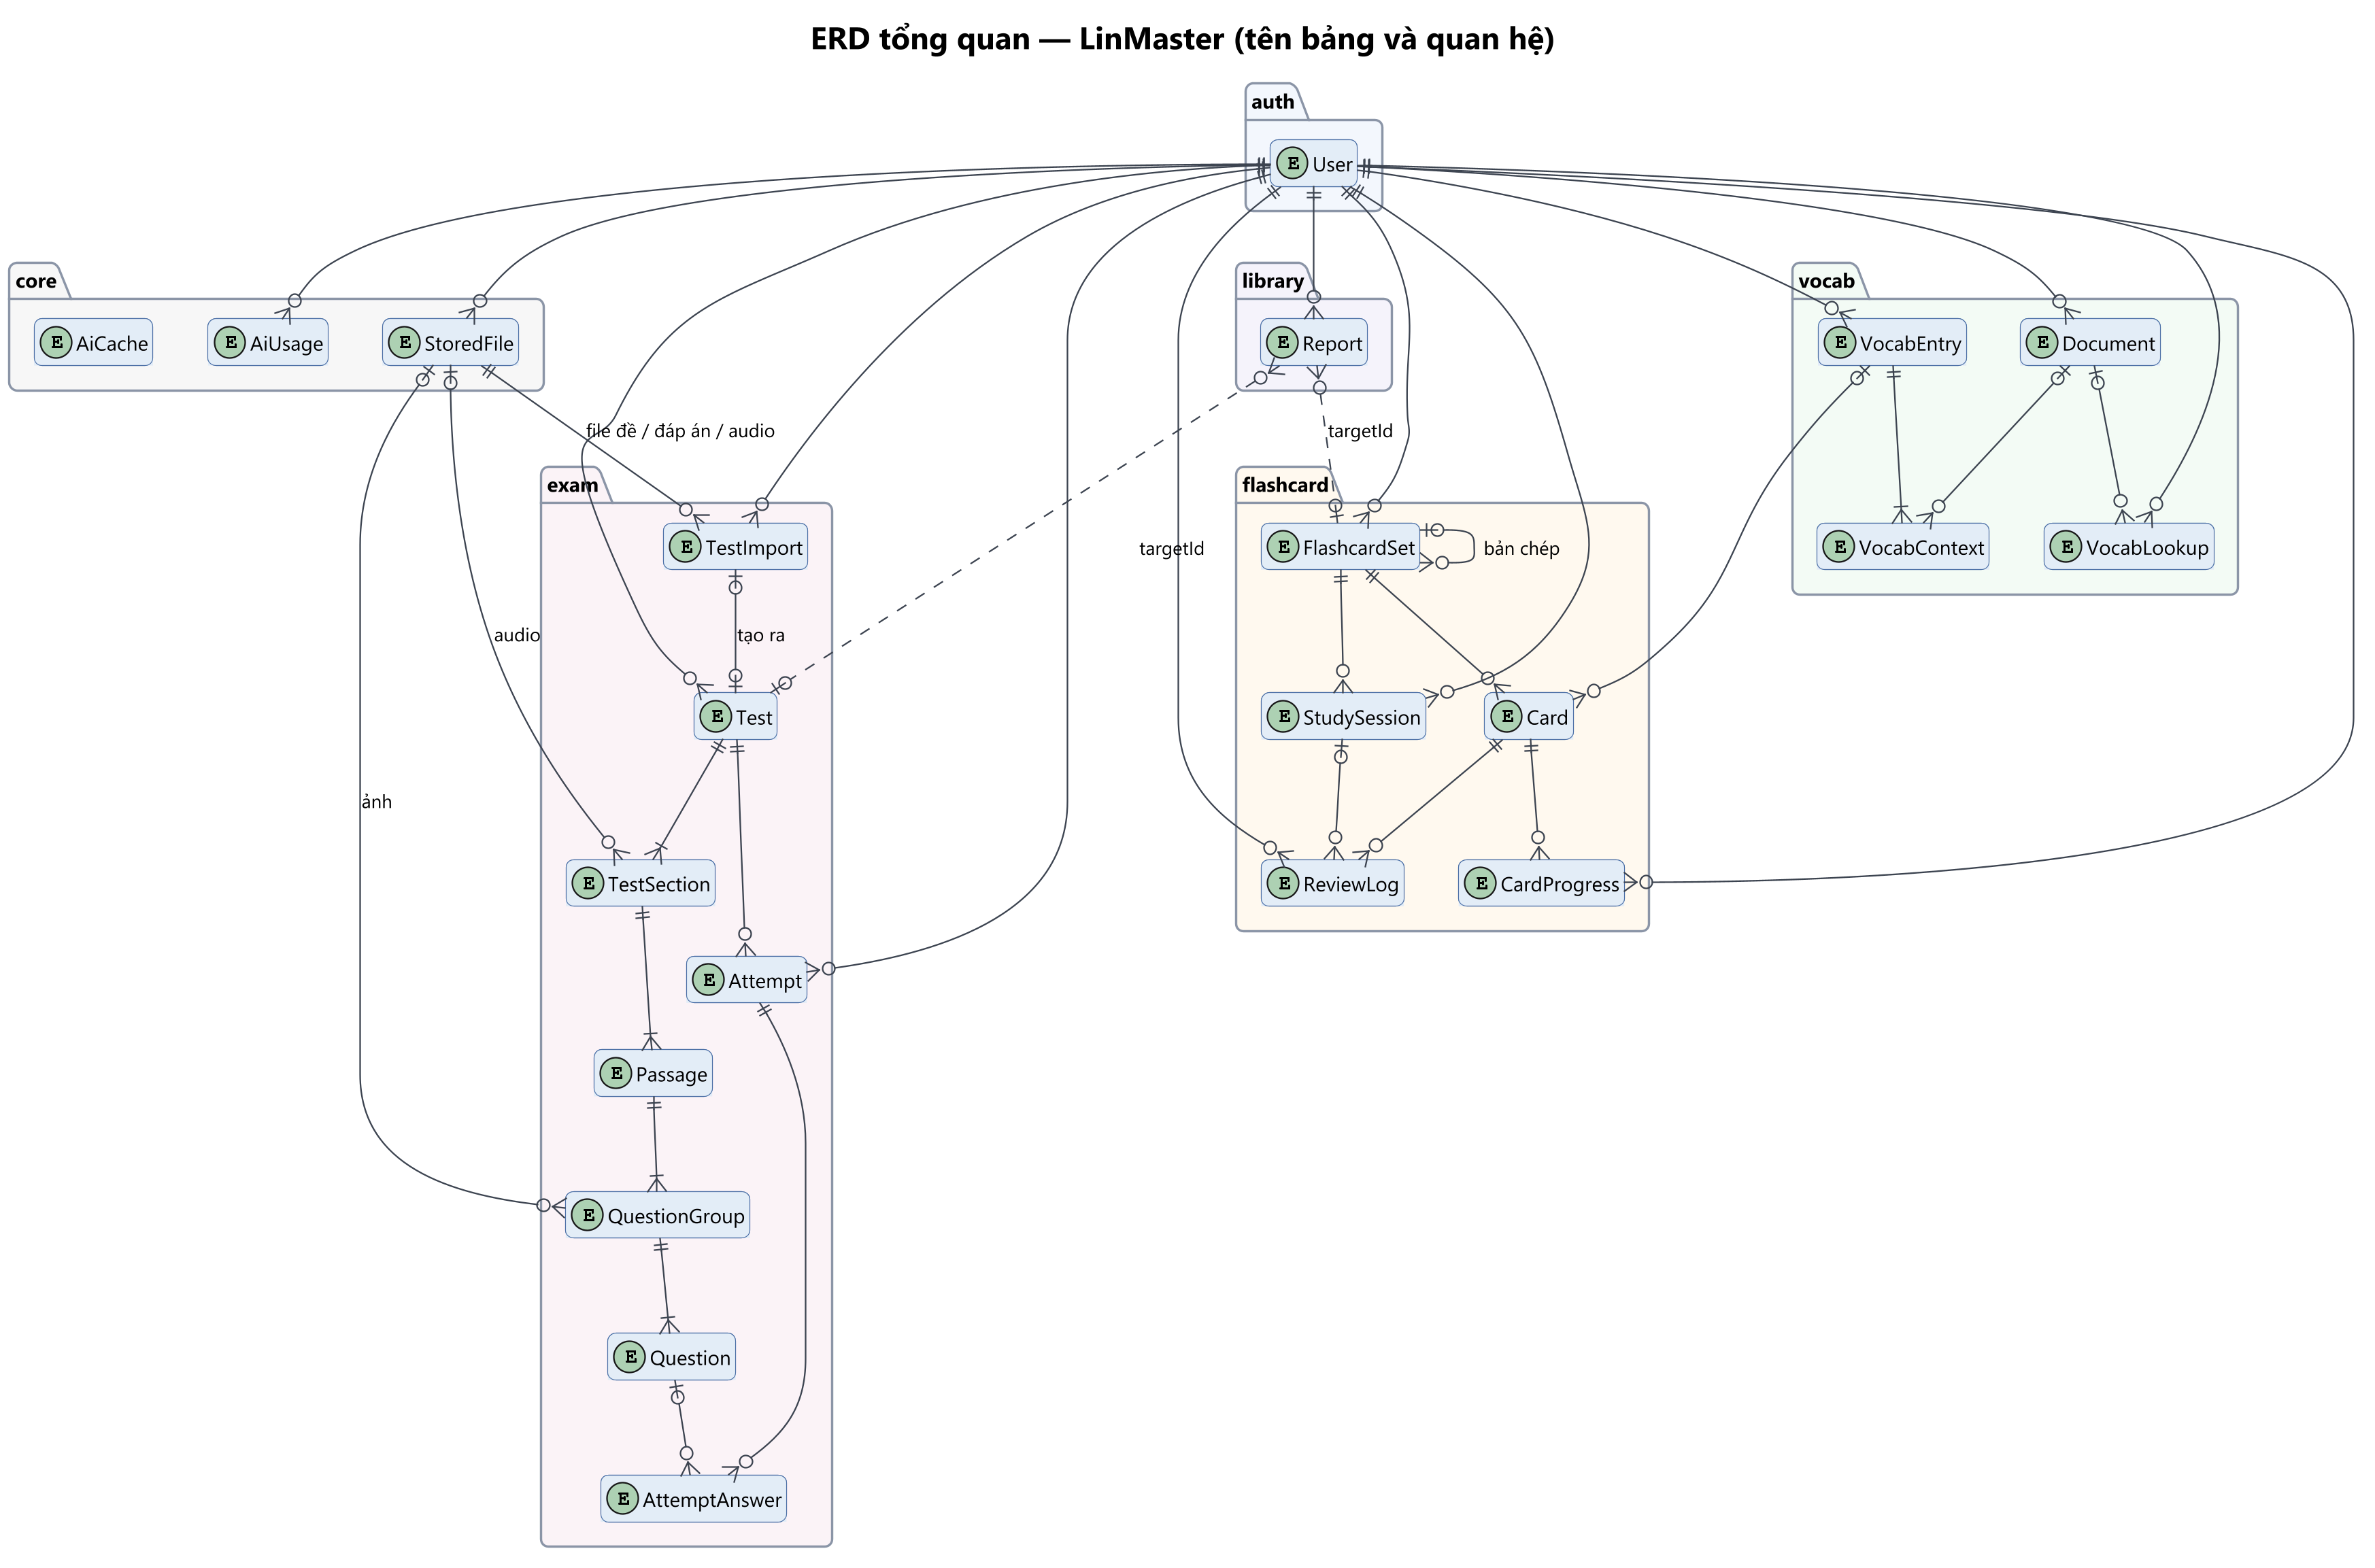 ERD tổng quan — LinMaster (tên bảng và quan hệ)
auth
E User
core
E AiCache
E AiUsage
E StoredFile
library
E Report
vocab
E VocabEntry
E Document
file đề / đáp án / audio
targetId
exam
flashcard
E TestImport
E FlashcardSet
targetId
bản chép
E VocabContext
E VocabLookup
audio
tạo ra
E Test
E StudySession
E Card
ảnh
E TestSection
E ReviewLog
E CardProgress
E Attempt
E Passage
E QuestionGroup
E Question
E AttemptAnswer